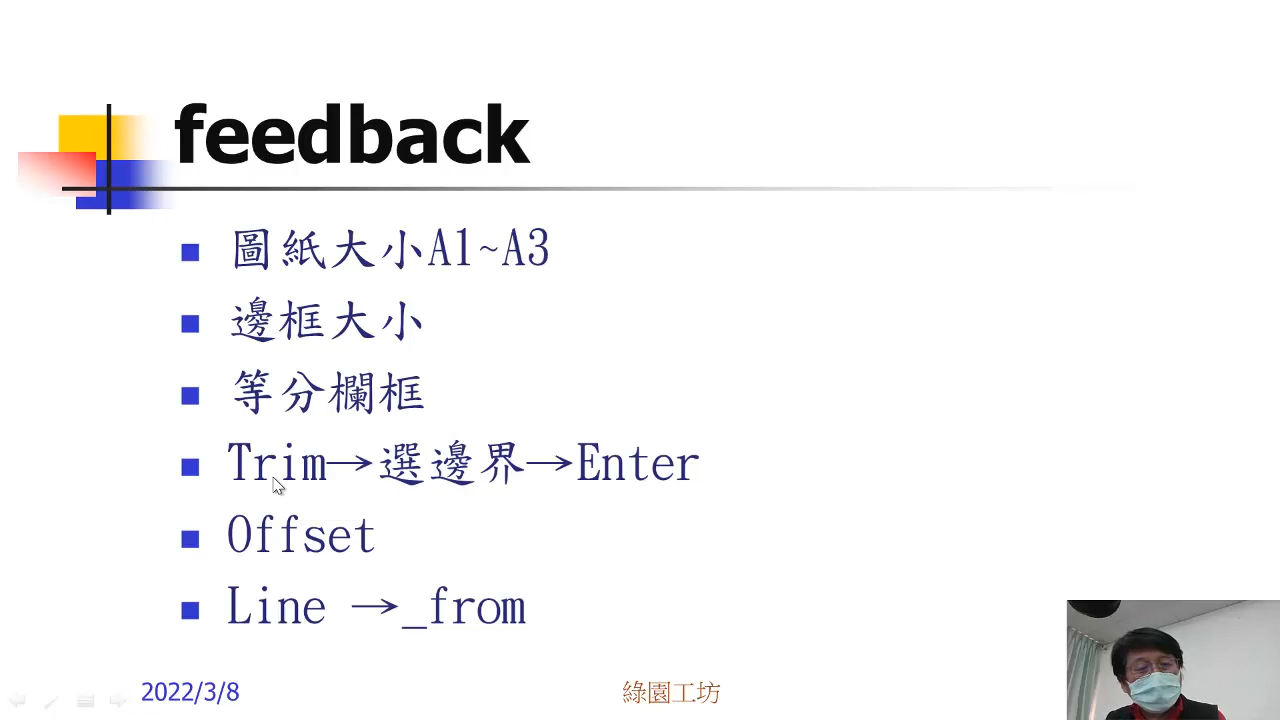 feedback
圖紙大小A1~A3
邊框大小
等分欄框
Trim→選邊界→Enter
Offset
Line →_from
2022/3/8
綠園工坊